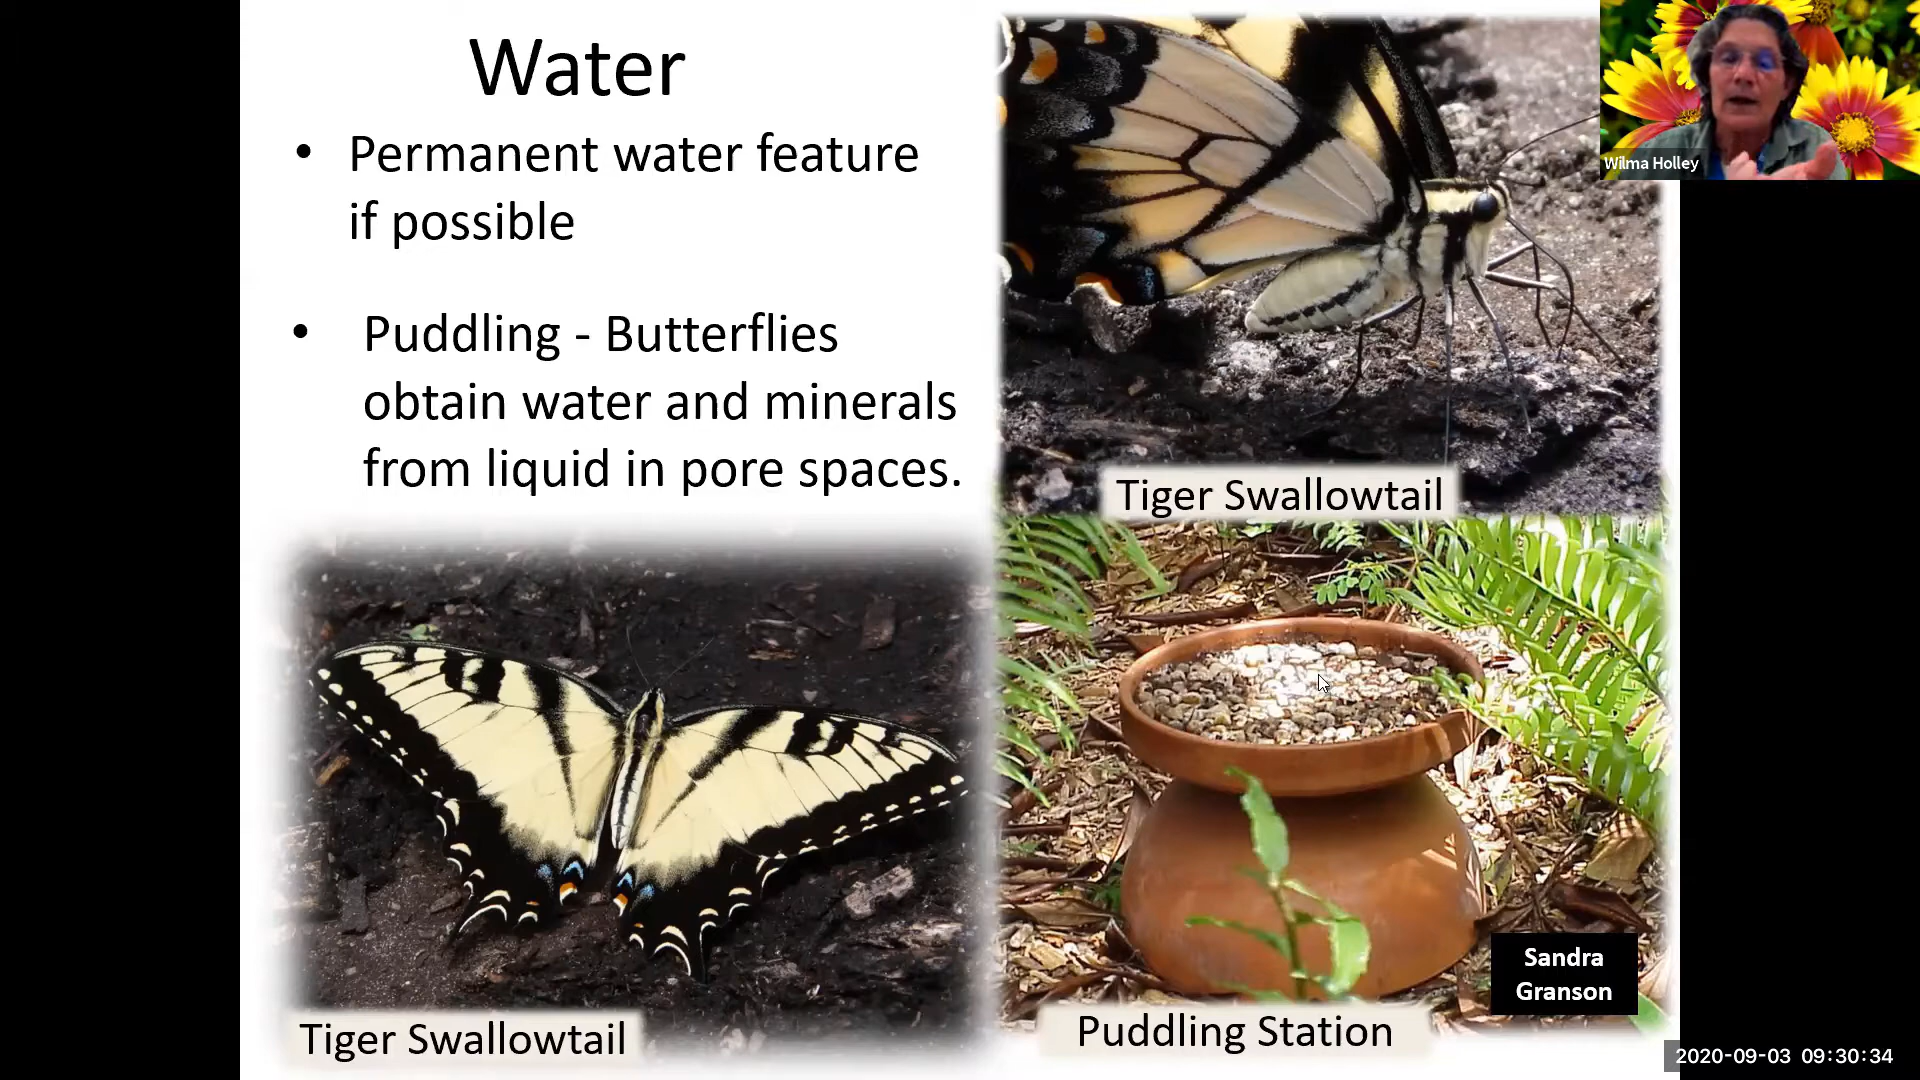 Water
• Permanent water feature
if possible
• Puddling - Butterflies
obtain water and minerals
from liquid in pore spaces.
Wilma Holley
Tiger Swallowtail
Tiger Swallowtail
Sandra
Granson
Puddling Station
2020-09-03 09:30:34